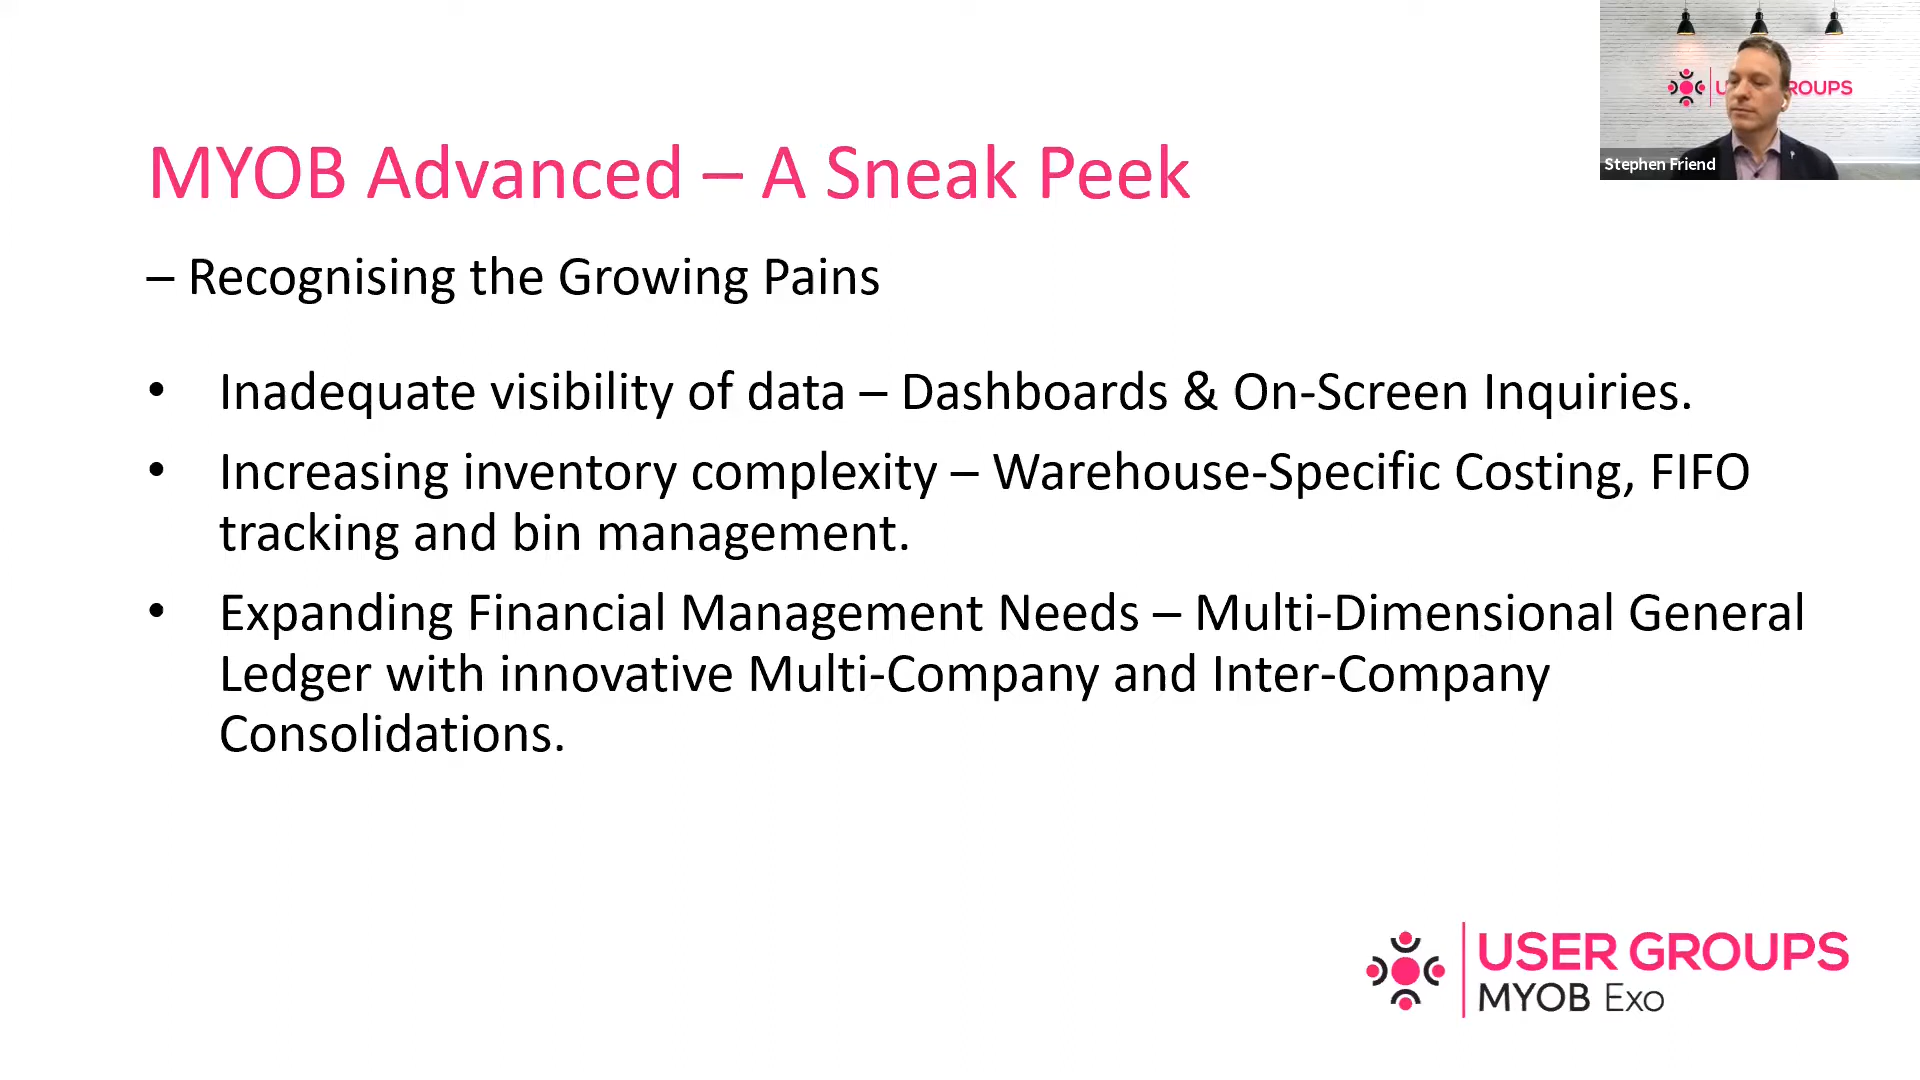 MYOB Advanced – A Sneak Peek
– Recognising the Growing Pains
• Inadequate visibility of data – Dashboards & On-Screen Inquiries.
• Increasing inventory complexity – Warehouse-Specific Costing, FIFO
tracking and bin management.
• Expanding Financial Management Needs – Multi-Dimensional General
Ledger with innovative Multi-Company and Inter-Company
Consolidations.
Stephen Friend
USER GROUPS
MYOB Exo